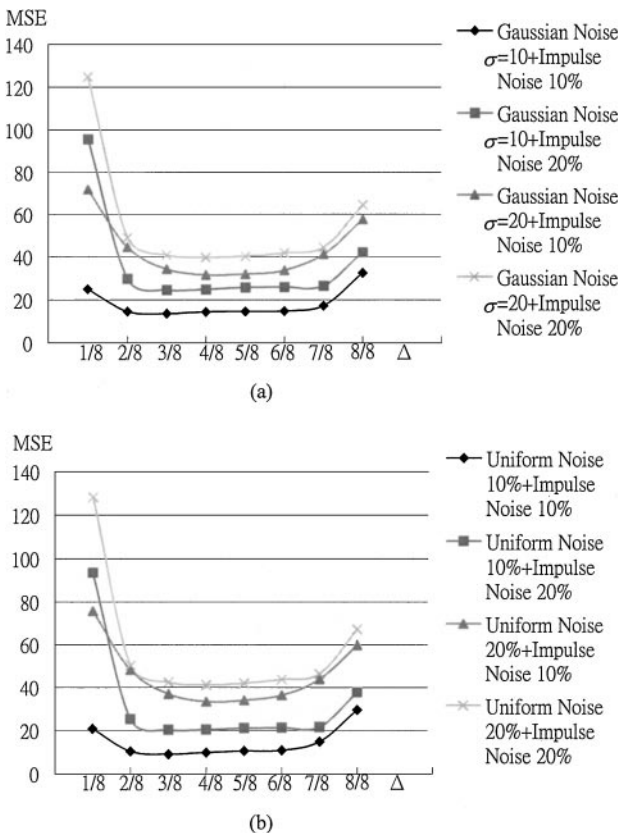 MSE
140
120
100
80
60
40
20
0
1/8 2/8 3/8 4/8 5/8 6/8 7/8 8/8 Δ
Gaussian Noise
σ=10+Impulse
Noise 10%
Gaussian Noise
σ=10+Impulse
Noise 20%
Gaussian Noise
σ=20+Impulse
Noise 10%
Gaussian Noise
σ=20+Impulse
Noise 20%
(a)
MSE
140
120
100
80
60
40
20
0
1/8 2/8 3/8 4/8 5/8 6/8 7/8 8/8 Δ
Uniform Noise
10%+Impulse
Noise 10%
Uniform Noise
10%+Impulse
Noise 20%
Uniform Noise
20%+Impulse
Noise 10%
Uniform Noise
20%+Impulse
Noise 20%
(b)